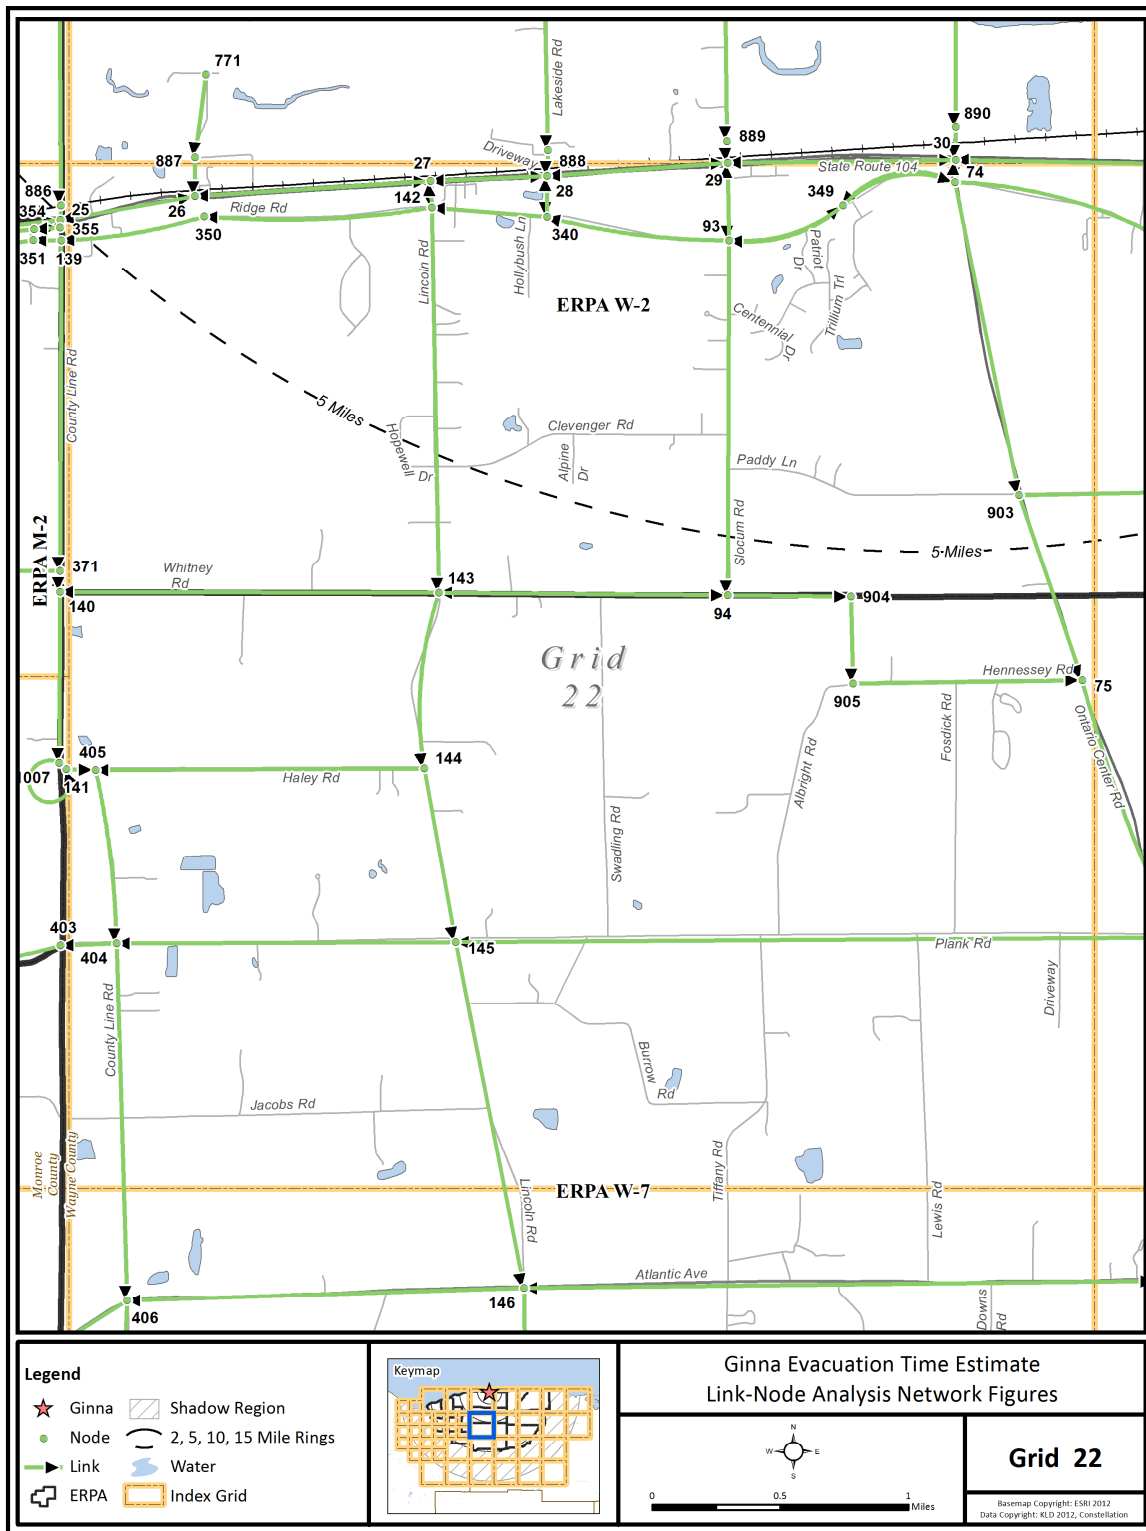 771
Lakeside Rd
890
889
30
Driveway
887
27
888
State Route 104
74
886
29
28
349
354
25
142
26
Ridge Rd
355
350
340
93
351
139
Lincoln Rd
Hollybush Ln
Patriot
Dr
Trillium Trl
ERPA W-2
Centennial
Dr
County Line Rd
5 Miles
Hopewell
Dr
Clevenger Rd
Alpine
Dr
Paddy Ln
903
Slocum Rd
5 Miles
ERPA M-2
371
Whitney
Rd
143
140
94
904
Grid
22
Hennessey Rd
75
905
Fosdick Rd
Ontario Center Rd
405
144
1007
141
Haley Rd
Albright Rd
Swadling Rd
403
404
145
Plank Rd
County Line Rd
Driveway
Burrow
Rd
Jacobs Rd
Monroe
County
Wayne County
Tiffany Rd
ERPA W-7
Lincoln Rd
Lewis Rd
Atlantic Ave
146
406
Downs
Rd
Legend
Ginna
Shadow Region
Node
2, 5, 10, 15 Mile Rings
Link
Water
ERPA
Index Grid
Keymap
Ginna Evacuation Time Estimate
Link-Node Analysis Network Figures
N
W
E
S
0
0.5
1
Miles
Grid 22
Basemap Copyright: ESRI 2012
Data Copyright: KLD 2012, Constellation